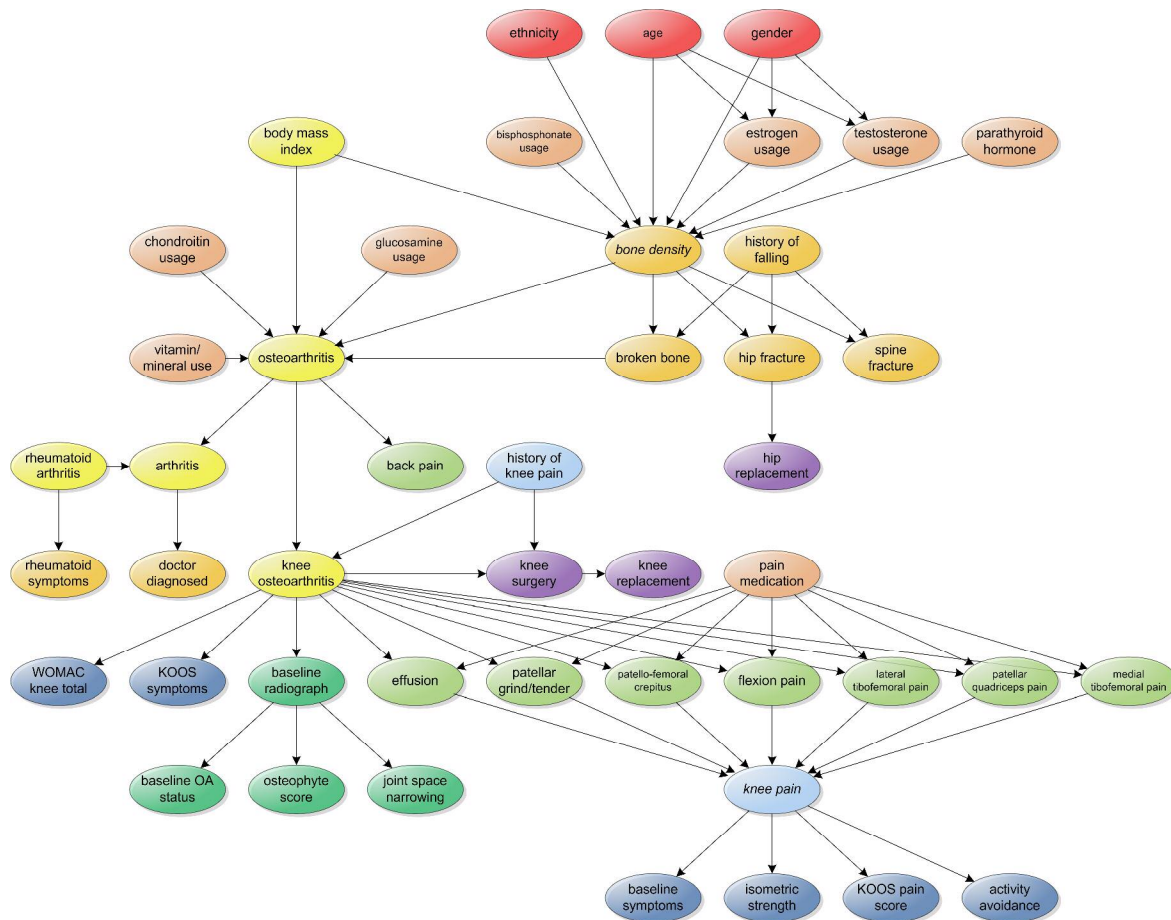 ethnicity
age
gender
body mass
index
bisphosphonate
usage
estrogen
usage
testosterone
usage
parathyroid
hormone
chondroitin
usage
glucosamine
usage
bone density
history of
falling
vitamin/
mineral use
osteoarthritis
broken bone
hip fracture
spine
fracture
rheumatoid
arthritis
arthritis
back pain
history of
knee pain
hip
replacement
rheumatoid
symptoms
doctor
diagnosed
knee
osteoarthritis
knee
surgery
knee
replacement
pain
medication
WOMAC
knee total
KOOS
symptoms
baseline
radiograph
effusion
patellar
grind/tender
patello-femoral
crepitus
flexion pain
lateral
tibofemoral pain
patellar
quadriceps pain
medial
tibofemoral pain
baseline OA
status
osteophyte
score
joint space
narrowing
knee pain
baseline
symptoms
isometric
strength
KOOS pain
score
activity
avoidance